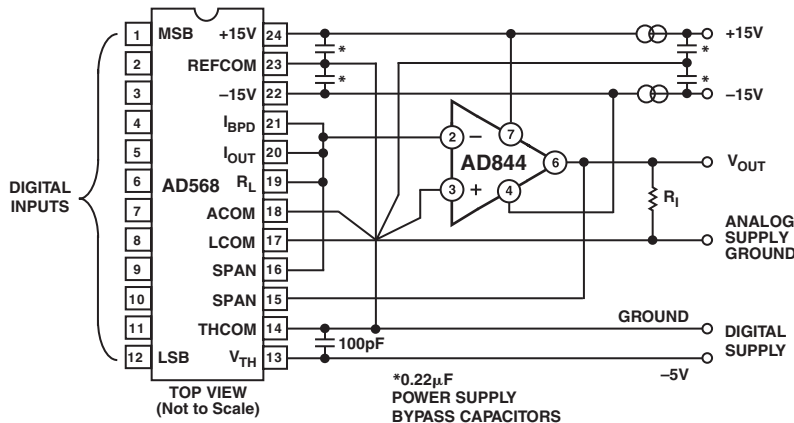 1 MSB +15V 24
2 REFCOM 23
3 –15V 22
4 IBPD 21
5 IOUT 20
6 AD568 RL 19
7 ACOM 18
8 LCOM 17
9 SPAN 16
10 SPAN 15
11 THCOM 14
12 LSB VTH 13
DIGITAL
INPUTS
TOP VIEW
(Not to Scale)
*
*
2 –
3 +
AD844
7
4
6
+15V
*
*
–15V
VOUT
RI
ANALOG
SUPPLY
GROUND
GROUND
DIGITAL
SUPPLY
–5V
100pF
*0.22μF
POWER SUPPLY
BYPASS CAPACITORS